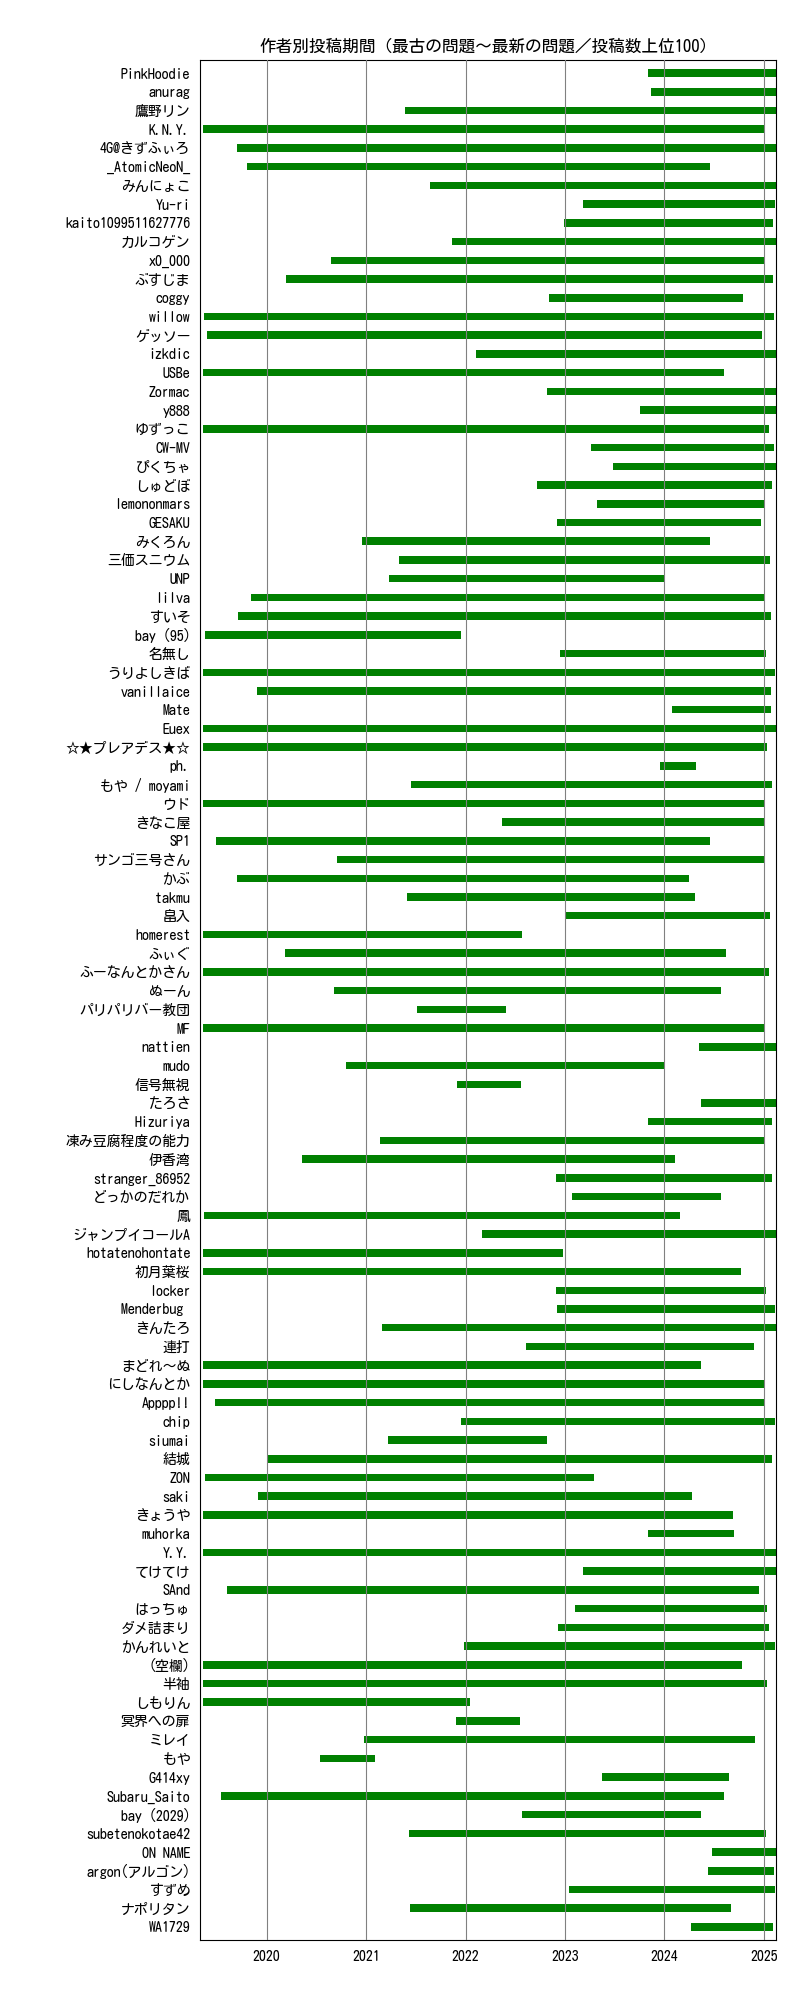 作者別投稿期間（最古の問題～最新の問題／投稿数上位100）
PinkHoodie
anurag
鷹野リン
K.N.Y.
4G@きずふぃろ
_AtomicNeoN_
みんにょこ
Yu-ri
kaito1099511627776
カルコゲン
x0_000
ぶすじま
coggy
willow
ゲッソー
izkdic
USBe
Zormac
y888
ゆずっこ
CW-MV
ぴくちゃ
しゅどぼ
lemononmars
GESAKU
みくろん
三価スニウム
UNP
lilva
すいそ
bay (95)
名無し
うりよしきば
vanillaice
Mate
Euex
☆★プレアデス★☆
ph.
もや / moyami
ウド
きなこ屋
SP1
サンゴ三号さん
かぶ
takmu
畠入
homerest
ふぃぐ
ふーなんとかさん
ぬーん
パリパリバー教団
MF
nattien
mudo
信号無視
たろさ
Hizuriya
凍み豆腐程度の能力
伊香湾
stranger_86952
どっかのだれか
鳳
ジャンプイコールA
hotatenohontate
初月葉桜
locker
Menderbug
きんたろ
連打
まどれ～ぬ
にしなんとか
Appppll
chip
siumai
結城
ZON
saki
きょうや
muhorka
Y.Y.
てけてけ
SAnd
はっちゅ
ダメ詰まり
かんれいと
(空欄)
半袖
しもりん
冥界への扉
ミレイ
もや
G414xy
Subaru_Saito
bay (2029)
subetenokotae42
ON NAME
argon(アルゴン)
すずめ
ナポリタン
WA1729
2020 2021 2022 2023 2024 2025